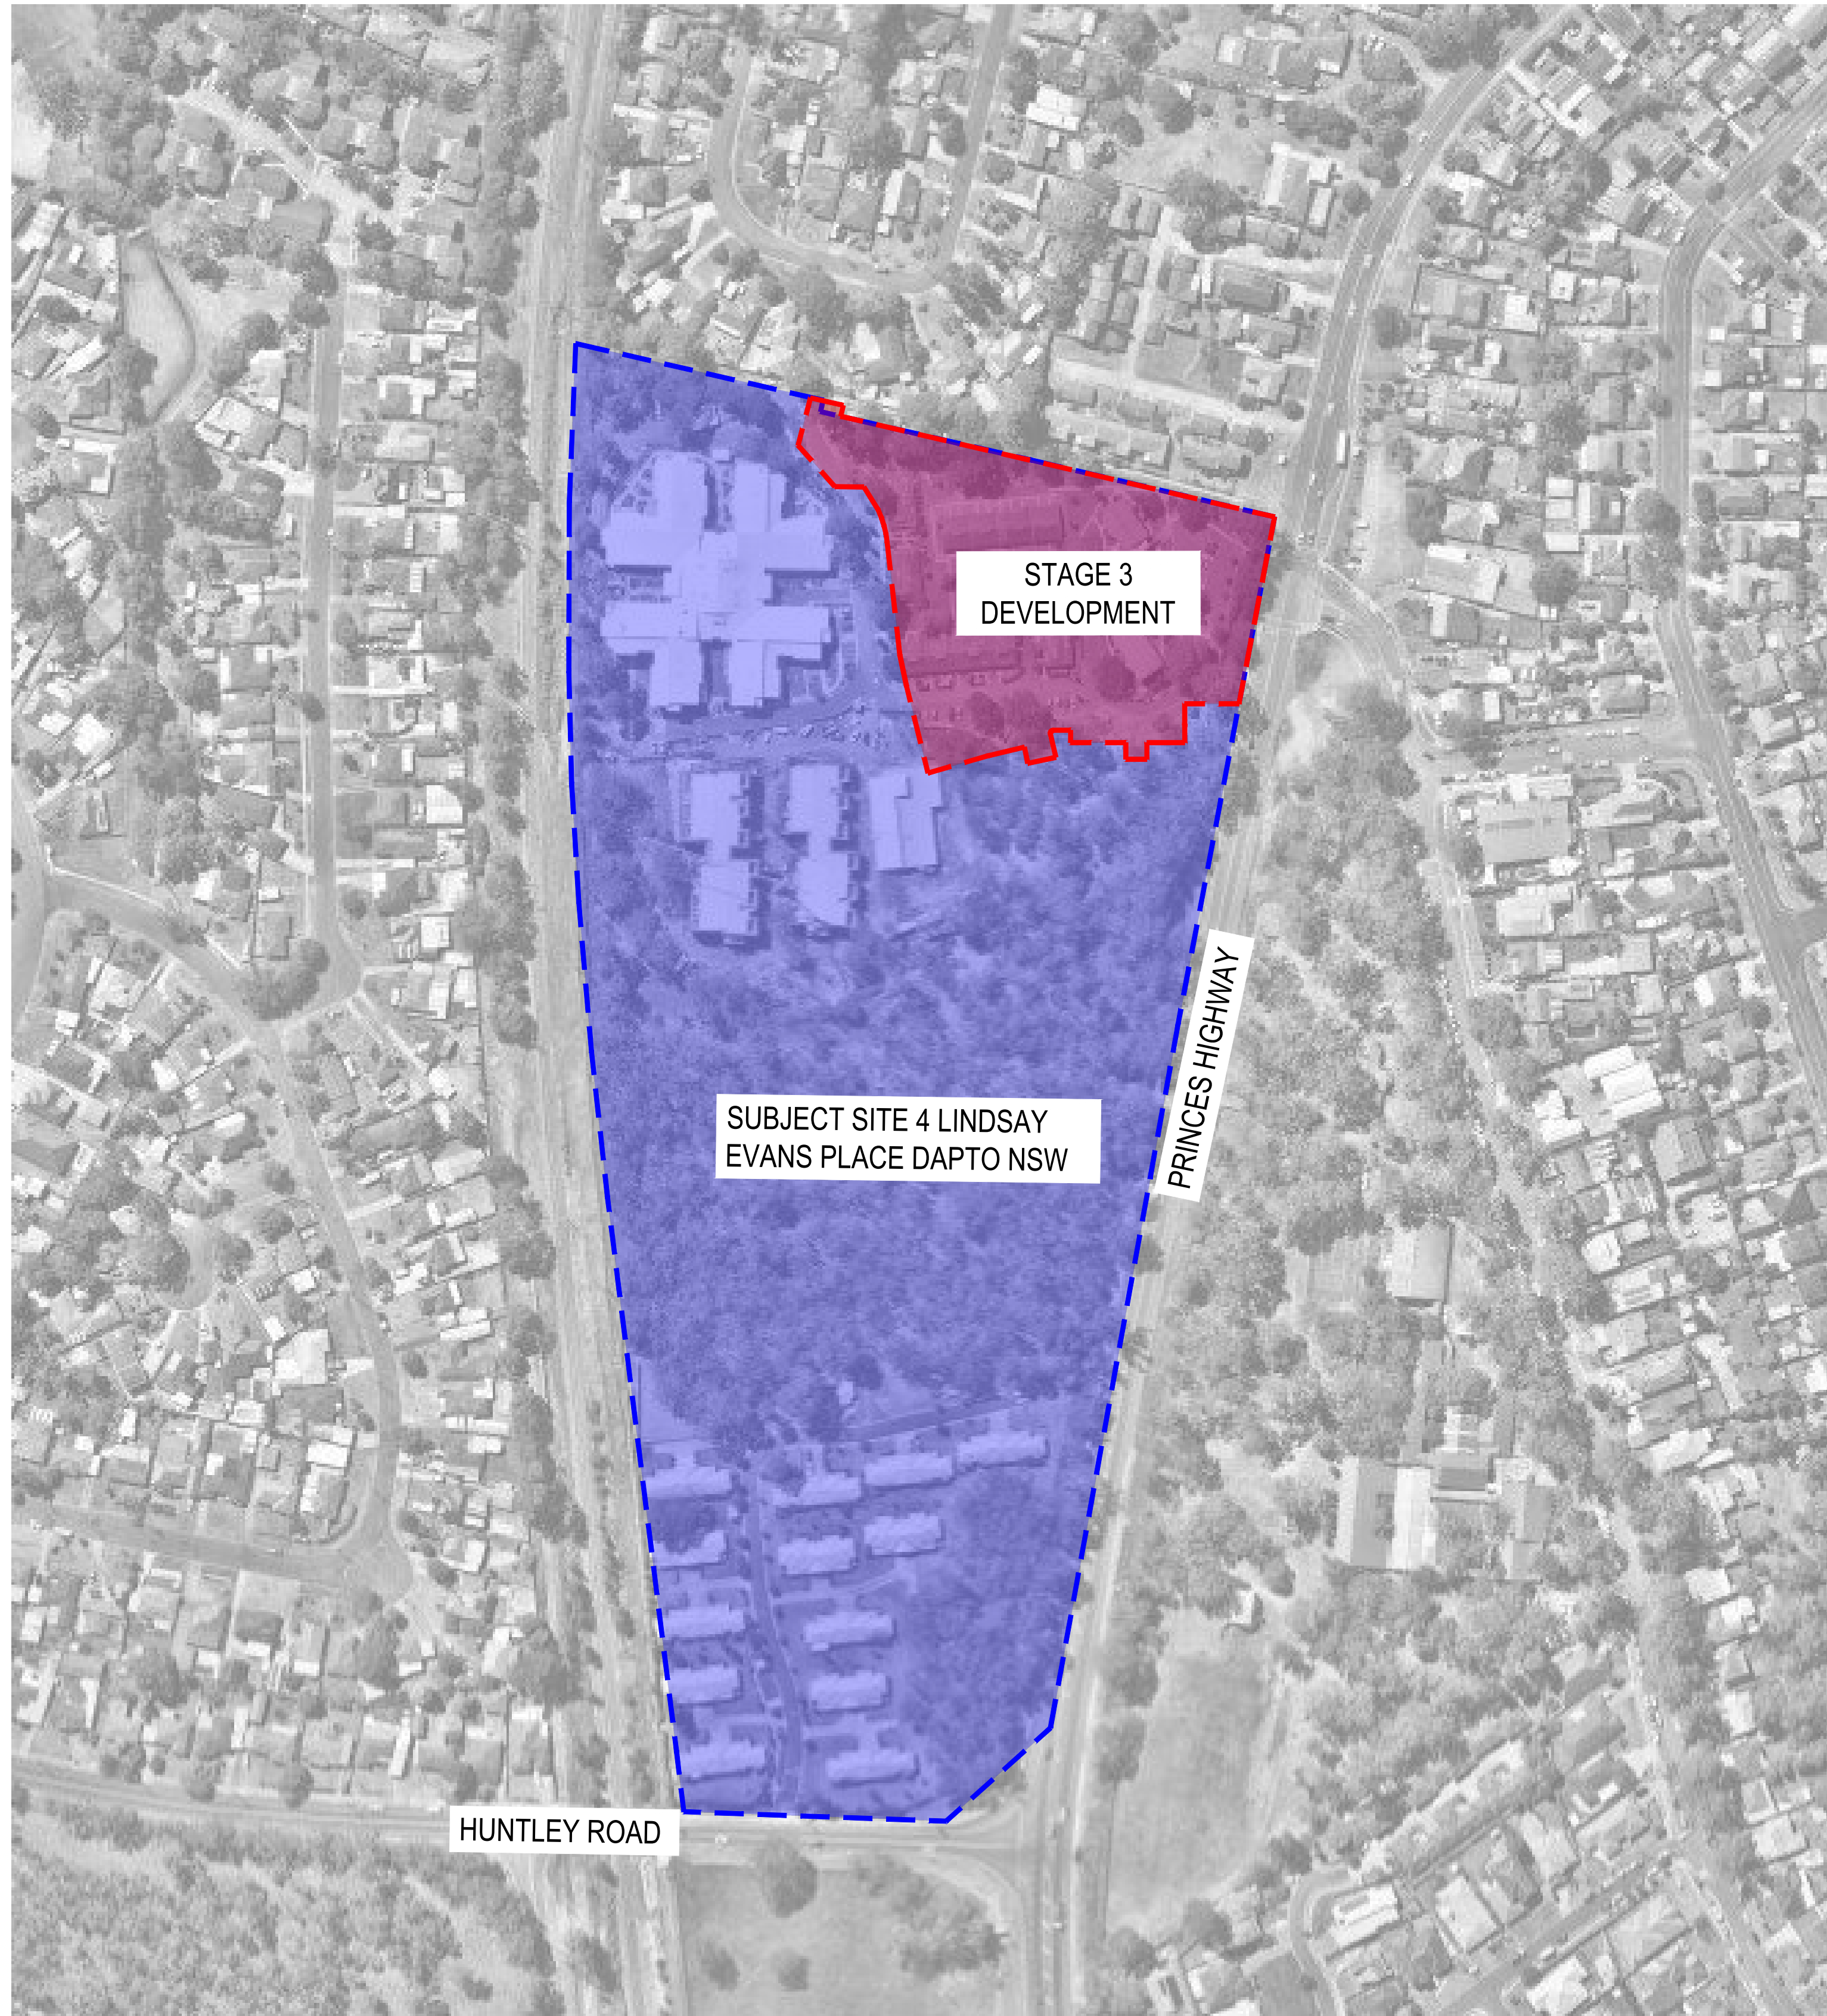 STAGE 3
DEVELOPMENT
PRINCES HIGHWAY
SUBJECT SITE 4 LINDSAY
EVANS PLACE DAPTO NSW
HUNTLEY ROAD